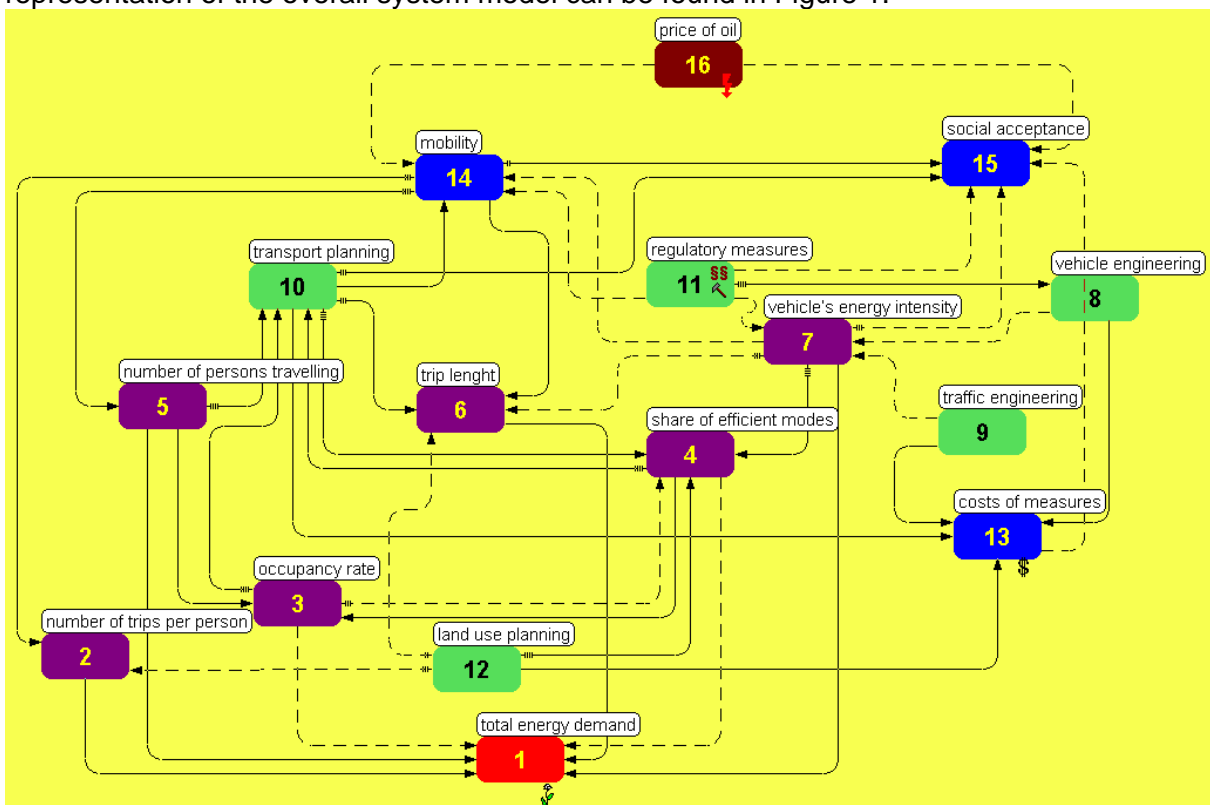 representation of the overall system model can be found in Figure 1.
price of oil
16
social acceptance
15
mobility
14
transport planning
10
regulatory measures
11 §§
vehicle engineering
8
vehicle's energy intensity
7
number of persons travelling
5
trip lenght
6
traffic engineering
9
share of efficient modes
4
costs of measures
13
$
occupancy rate
3
number of trips per person
2
land use planning
12
total energy demand
1